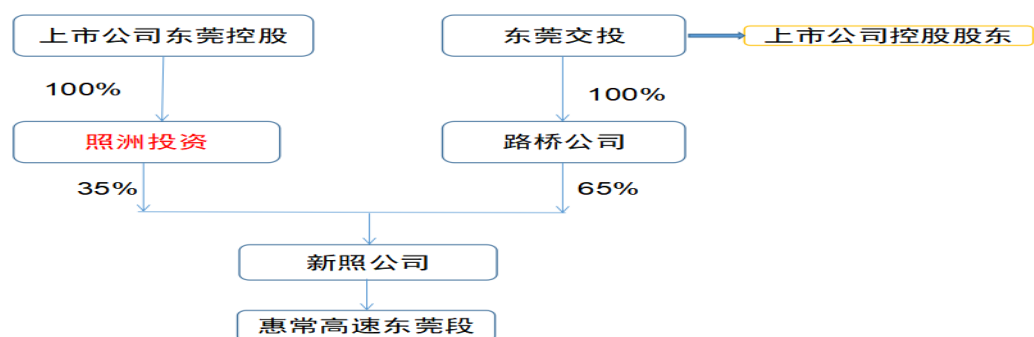 上市公司东莞控股
东莞交投
上市公司控股股东
100%
100%
照洲投资
路桥公司
35%
65%
新照公司
惠常高速东莞段